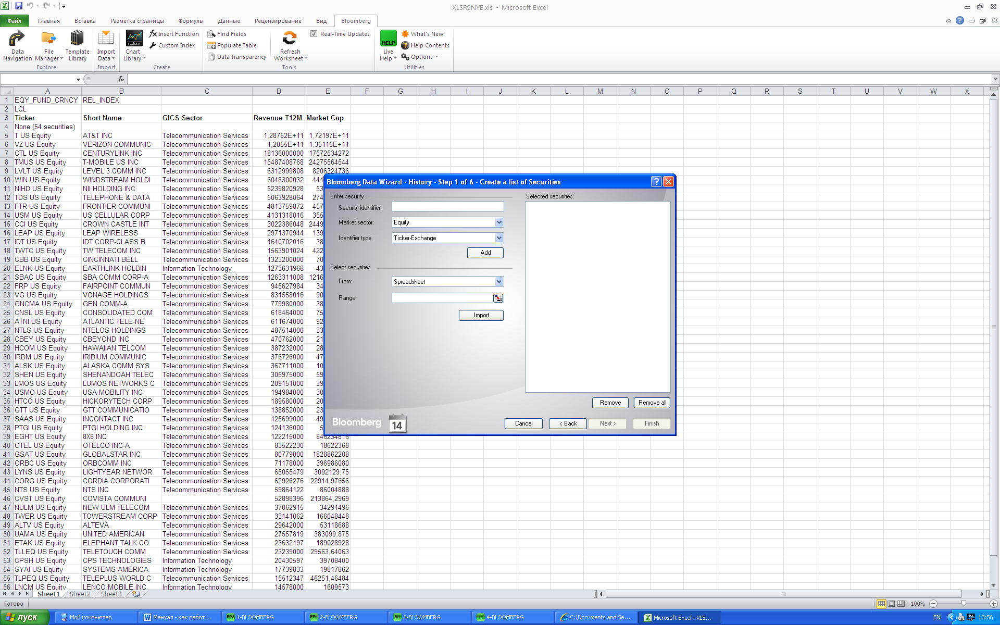 XLSR9NYE.xls - Microsoft Excel
Файл Главная Вставка Разметка страницы Формулы Данные Рецензирование Вид Bloomberg
Data Navigation File Manager Template Library Explore
Import Data Import
Chart Library Insert Function Custom Index Create
Find Fields Populate Table Data Transparency Refresh Worksheet Real-Time Updates Tools
HELP Live Help What's New Help Contents Options Utilities
fx
A B C D E F G H I J K L M N O P Q R S T U V W X
1 EQY_FUND_CRNCY REL_INDEX
2 LCL
3 Ticker Short Name GICS Sector Revenue T12M Market Cap
4 None (54 securities)
5 T US Equity AT&T INC Telecommunication Services 1,28752E+11 1,72197E+11
6 VZ US Equity VERIZON COMMUNIC Telecommunication Services 1,2055E+11 1,35115E+11
7 CTL US Equity CENTURYLINK INC Telecommunication Services 18136000000 17572534272
8 TMUS US Equity T-MOBILE US INC Telecommunication Services 15487408768 24275564544
9 LVLT US Equity LEVEL 3 COMM INC Telecommunication Services 6312999808 8206324736
10 WIN US Equity WINDSTREAM HOLDI Telecommunication Services 6048300032 444
11 NIHD US Equity NII HOLDING INC Telecommunication Services 5239820928 53
12 TDS US Equity TELEPHONE & DATA Telecommunication Services 5063928064 274
13 FTR US Equity FRONTIER COMMUNI Telecommunication Services 4813759872 457
14 USM US Equity US CELLULAR CORP Telecommunication Services 4131318016 355
15 CCI US Equity CROWN CASTLE INT Telecommunication Services 3022386048 2449
16 LEAP US Equity LEAP WIRELESS Telecommunication Services 2971370944 139
17 IDT US Equity IDT CORP-CLASS B Telecommunication Services 1640702016 38
18 TWTC US Equity TW TELECOM INC Telecommunication Services 1563901024 422
19 CBB US Equity CINCINNATI BELL Telecommunication Services 1323200000 70
20 ELNK US Equity EARTHLINK HOLDIN Information Technology 1273631968 43
21 SBAC US Equity SBA COMM CORP-A Telecommunication Services 1263311008 1216
22 FRP US Equity FAIRPOINT COMMUN Telecommunication Services 945627984 34
23 VG US Equity VONAGE HOLDINGS Telecommunication Services 831558016 90
24 GNCMA US Equity GEN COMM-A Telecommunication Services 779980000 38
25 CNSL US Equity CONSOLIDATED COM Telecommunication Services 618464000 75
26 ATNI US Equity ATLANTIC TELE-NE Telecommunication Services 611674000 92
27 NTLS US Equity NTELOS HOLDINGS Telecommunication Services 487514000 33
28 CBEY US Equity CBEYOND INC Telecommunication Services 470762000 21
29 HCOM US Equity HAWAIIAN TELCOM Telecommunication Services 387232000 28
30 IRDM US Equity IRIDIUM COMMUNIC Telecommunication Services 376726000 47
31 ALSK US Equity ALASKA COMM SYS Telecommunication Services 367711000 10
32 SHEN US Equity SHENANDOAH TELEC Telecommunication Services 305975000 59
33 LMOS US Equity LUMOS NETWORKS C Telecommunication Services 209151000 39
34 USMO US Equity USA MOBILITY INC Telecommunication Services 194984000 30
35 HTCO US Equity HICKORYTECH CORP Telecommunication Services 189580000 20
36 GTT US Equity GTT COMMUNICATIO Telecommunication Services 138852000 23
37 SAAS US Equity INCONTACT INC Telecommunication Services 125699000 49
38 PTGI US Equity PTGI HOLDING INC Telecommunication Services 124136000 5
39 EGHT US Equity 8X8 INC Telecommunication Services 122215000 846234816
40 OTEL US Equity OTELCO INC-A Telecommunication Services 83522230 18622368
41 GSAT US Equity GLOBALSTAR INC Telecommunication Services 80779000 1828862208
42 ORBC US Equity ORBCOMM INC Telecommunication Services 71178000 396986080
43 LYNS US Equity LIGHTYEAR NETWOR Telecommunication Services 65055479 3092129,75
44 CORG US Equity CORDIA CORPORATI Telecommunication Services 62926276 22914,97656
45 NTS US Equity NTS INC Telecommunication Services 59864122 86004888
46 CVST US Equity COVISTA COMMUNI 52898396 213864,2969
47 NULM US Equity NEW ULM TELECOM Telecommunication Services 37062915 34291496
48 TWER US Equity TOWERSTREAM CORP Telecommunication Services 33141062 166048448
49 ALTV US Equity ALTEVA Telecommunication Services 29642000 53118688
50 UAMA US Equity UNITED AMERICAN Telecommunication Services 27557819 383099,875
51 ETAK US Equity ELEPHANT TALK CO Telecommunication Services 23632497 189028928
52 TLLEQ US Equity TELETOUCH COMM Telecommunication Services 23239000 29563,64063
53 CPSH US Equity CPS TECHNOLOGIES Information Technology 20430597 39708400
54 SYAI US Equity SYSTEMS AMERICA Information Technology 17739833 19817862
55 TLPEQ US Equity TELEPLUS WORLD C Telecommunication Services 15512347 46251,46484
56 LNCM US Equity LENCO MOBILE INC Information Technology 14578000 1609573
Bloomberg Data Wizard - History - Step 1 of 6 - Create a list of Securities
Enter security
Security identifier:
Market sector: Equity
Identifier type: Ticker-Exchange
Add
Select securities
From: Spreadsheet
Range:
Import
Selected securities:
Remove Remove all
Bloomberg 14
Cancel < Back Next > Finish
Sheet1 Sheet2 Sheet3
Готово 100%
пуск Мой компьютер Мануал - как работ... 1-BLOOMBERG 2-BLOOMBERG 3-BLOOMBERG 4-BLOOMBERG C:\Documents and Se... Microsoft Excel - XLS... EN 13:56